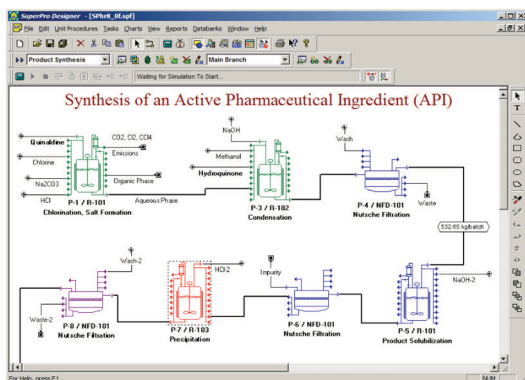 SuperPro Designer - [SPhr8_0f.spf]
File Edit Unit Procedures Tasks Charts View Reports Databanks Window Help
Product Synthesis
Main Branch
Waiting for Simulation To Start...
Synthesis of an Active Pharmaceutical Ingredient (API)
Quinaldine
Chlorine
Na2CO3
HCl
CO2, Cl2, CCl4
Emissions
Organic Phase
Aqueous Phase
P-1 / R-101
Chlorination, Salt Formation
NaOH
Methanol
Hydroquinone
P-3 / R-102
Condensation
Wash
P-4 / NFD-101
Nutsche Filtration
Waste
532.65 kg/batch
Wash-2
Waste-2
P-8 / NFD-101
Nutsche Filtration
HCl-2
P-7 / R-103
Precipitation
Impurity
P-6 / NFD-101
Nutsche Filtration
NaOH-2
P-5 / R-101
Product Solubilization
For Help, press F1
NUM